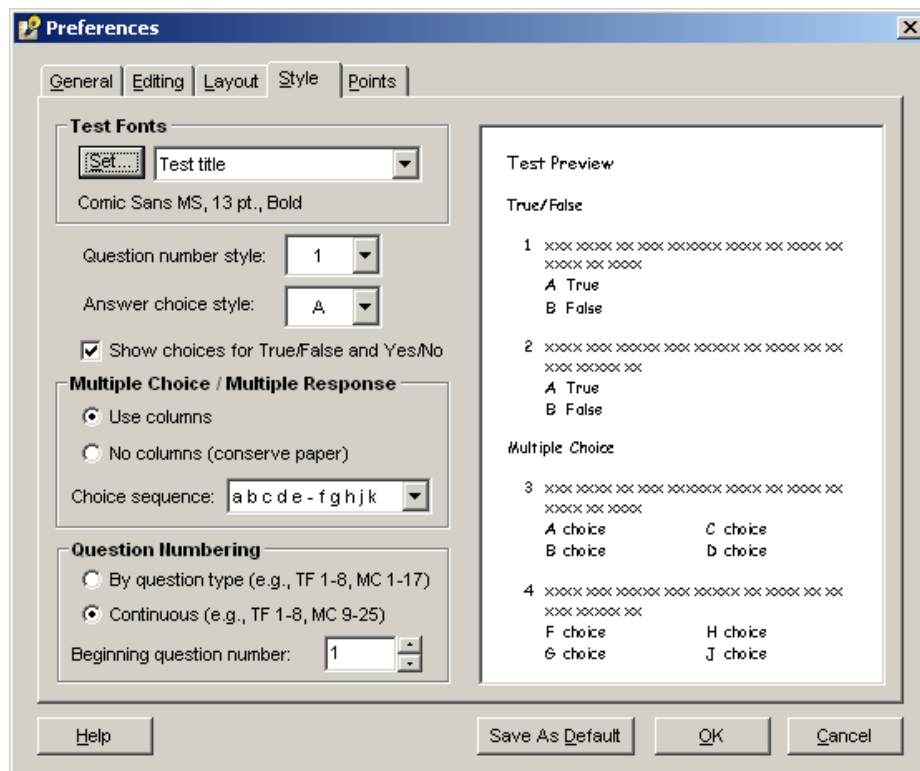 Preferences
General Editing Layout Style Points
Test Fonts
Set... Test title
Comic Sans MS, 13 pt., Bold
Question number style: 1
Answer choice style: A
Show choices for True/False and Yes/No
Multiple Choice / Multiple Response
Use columns
No columns (conserve paper)
Choice sequence: a b c d e - f g h j k
Question Numbering
By question type (e.g., TF 1-8, MC 1-17)
Continuous (e.g., TF 1-8, MC 9-25)
Beginning question number: 1
Test Preview
True/False
1 xxx xxxx xx xxx xxxxxx xxxx xx xxxx xx
xxxx xx xxxx
A True
B False
2 xxxx xxx xxxxx xxx xxxxx xx xxxx xx xx
xxx xxxxx xx
A True
B False
Multiple Choice
3 xxx xxxx xx xxx xxxxxx xxxx xx xxxx xx
xxxx xx xxxx
A choice C choice
B choice D choice
4 xxxx xxx xxxxx xxx xxxxx xx xxxx xx xx
xxx xxxxx xx
F choice H choice
G choice J choice
Help Save As Default OK Cancel